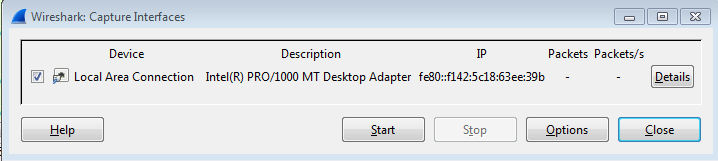 Wireshark: Capture Interfaces
Device Description IP Packets Packets/s
Local Area Connection Intel(R) PRO/1000 MT Desktop Adapter fe80::f142:5c18:63ee:39b - - Details
Help Start Stop Options Close